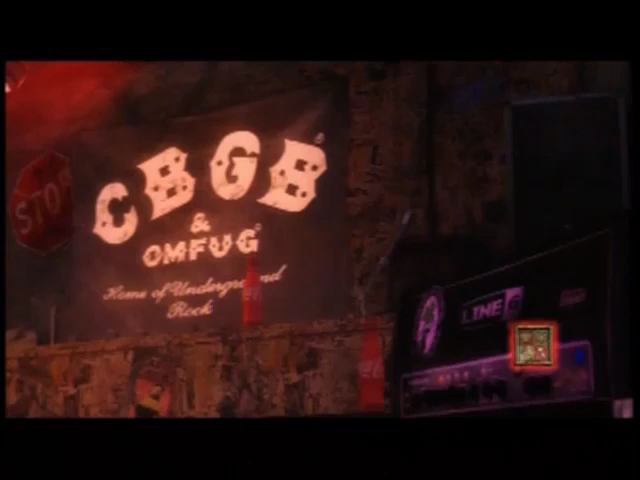 STOP
CBGB
&
OMFUG
Home of Underground
Rock
LINE 6